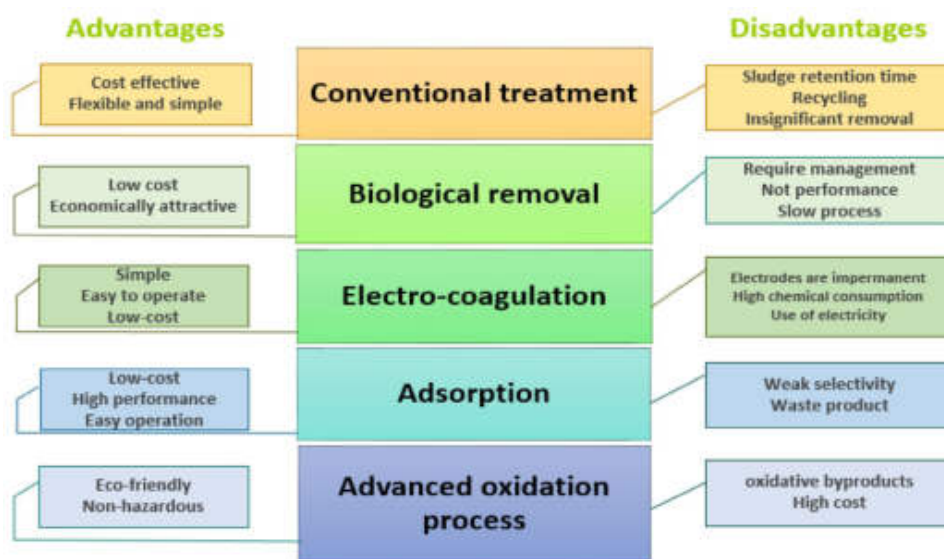 Advantages
Disadvantages
Cost effective
Flexible and simple
Conventional treatment
Sludge retention time
Recycling
Insignificant removal
Low cost
Economically attractive
Biological removal
Require management
Not performance
Slow process
Simple
Easy to operate
Low-cost
Electro-coagulation
Electrodes are impermanent
High chemical consumption
Use of electricity
Low-cost
High performance
Easy operation
Adsorption
Weak selectivity
Waste product
Eco-friendly
Non-hazardous
Advanced oxidation
process
oxidative byproducts
High cost